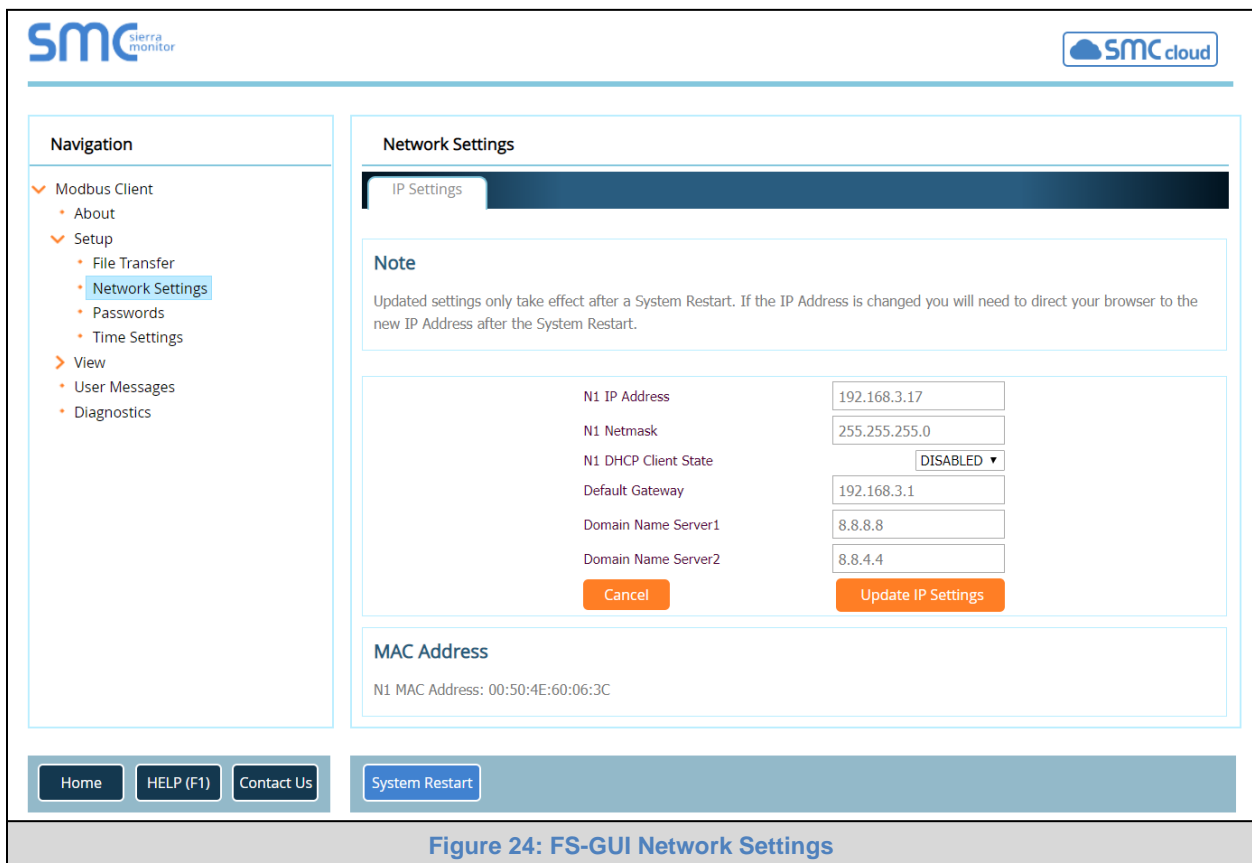 SMC sierra monitor
SMC cloud
Navigation
Modbus Client
About
Setup
File Transfer
Network Settings
Passwords
Time Settings
View
User Messages
Diagnostics
Network Settings
IP Settings
Note
Updated settings only take effect after a System Restart. If the IP Address is changed you will need to direct your browser to the
new IP Address after the System Restart.
N1 IP Address 192.168.3.17
N1 Netmask 255.255.255.0
N1 DHCP Client State DISABLED
Default Gateway 192.168.3.1
Domain Name Server1 8.8.8.8
Domain Name Server2 8.8.4.4
Cancel Update IP Settings
MAC Address
N1 MAC Address: 00:50:4E:60:06:3C
Home HELP (F1) Contact Us System Restart
Figure 24: FS-GUI Network Settings